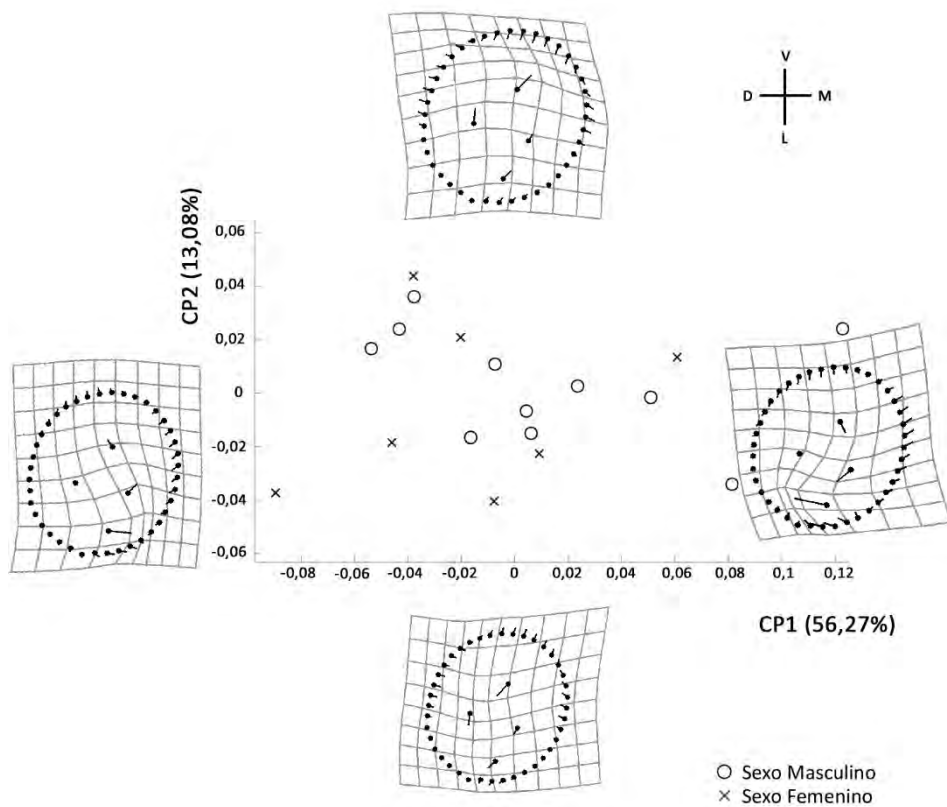 V
D M
L
CP2 (13,08%)
0,06
0,04
0,02
0
-0,02
-0,04
-0,06
-0,08 -0,06 -0,04 -0,02 0 0,02 0,04 0,06 0,08 0,1 0,12
CP1 (56,27%)
Sexo Masculino
Sexo Femenino